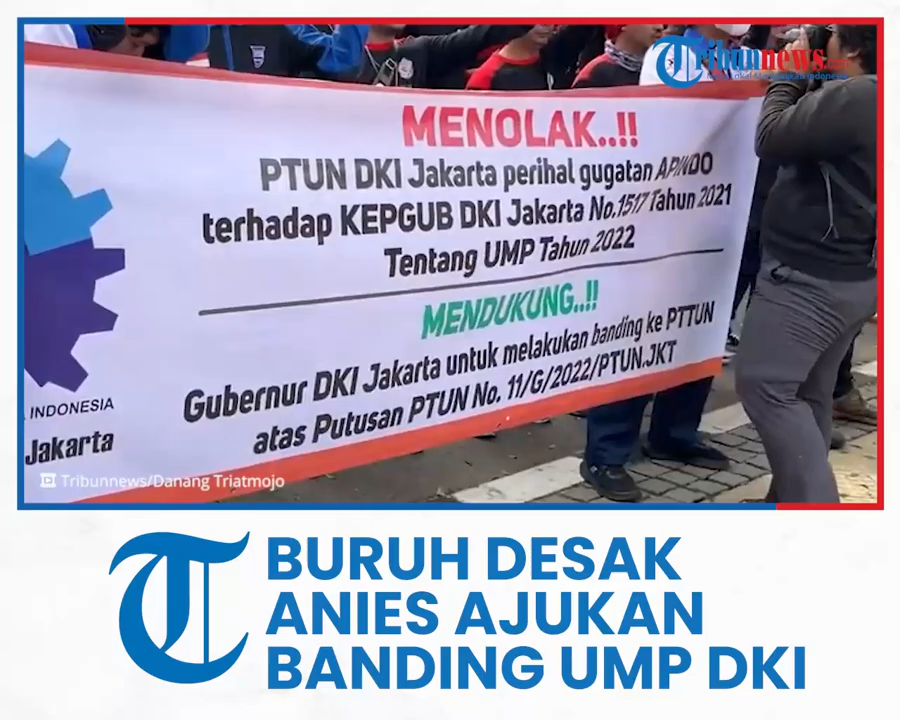 Tribunnews.com
MENOLAK..!!
PTUN DKI Jakarta perihal gugatan APINDO
terhadap KEPGUB DKI Jakarta No.1517 Tahun 2021
Tentang UMP Tahun 2022
MENDUKUNG..!!
Gubernur DKI Jakarta untuk melakukan banding ke PTTUN
atas Putusan PTUN No. 11/G/2022/PTUN.JKT
INDONESIA
Jakarta
Tribunnews/Danang Triatmojo
BURUH DESAK
ANIES AJUKAN
BANDING UMP DKI